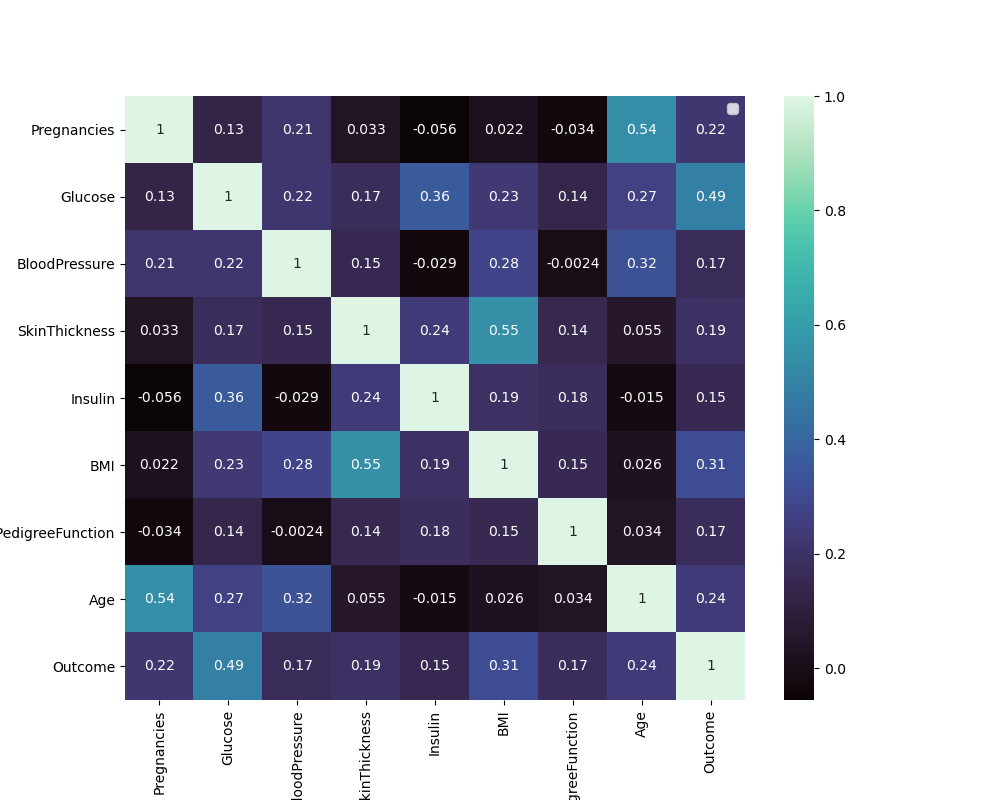 Pregnancies 1 0.13 0.21 0.033 -0.056 0.022 -0.034 0.54 0.22
Glucose 0.13 1 0.22 0.17 0.36 0.23 0.14 0.27 0.49
BloodPressure 0.21 0.22 1 0.15 -0.029 0.28 -0.0024 0.32 0.17
SkinThickness 0.033 0.17 0.15 1 0.24 0.55 0.14 0.055 0.19
Insulin -0.056 0.36 -0.029 0.24 1 0.19 0.18 -0.015 0.15
BMI 0.022 0.23 0.28 0.55 0.19 1 0.15 0.026 0.31
PedigreeFunction -0.034 0.14 -0.0024 0.14 0.18 0.15 1 0.034 0.17
Age 0.54 0.27 0.32 0.055 -0.015 0.026 0.034 1 0.24
Outcome 0.22 0.49 0.17 0.19 0.15 0.31 0.17 0.24 1
Pregnancies
Glucose
loodPressure
kinThickness
Insulin
BMI
greeFunction
Age
Outcome
1.0
0.8
0.6
0.4
0.2
0.0